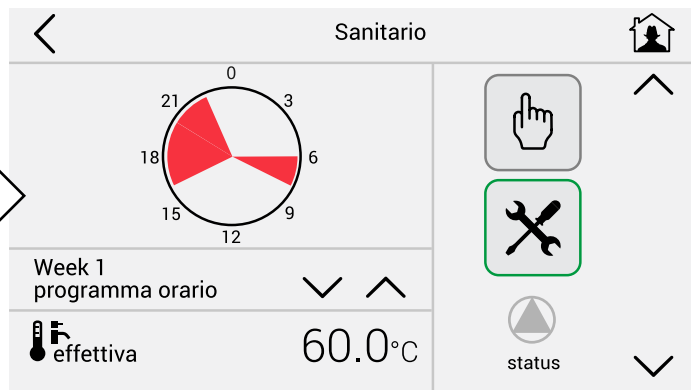 Sanitario
0
21
3
18
6
15
9
12
Week 1
programma orario
effettiva
60.0°C
status